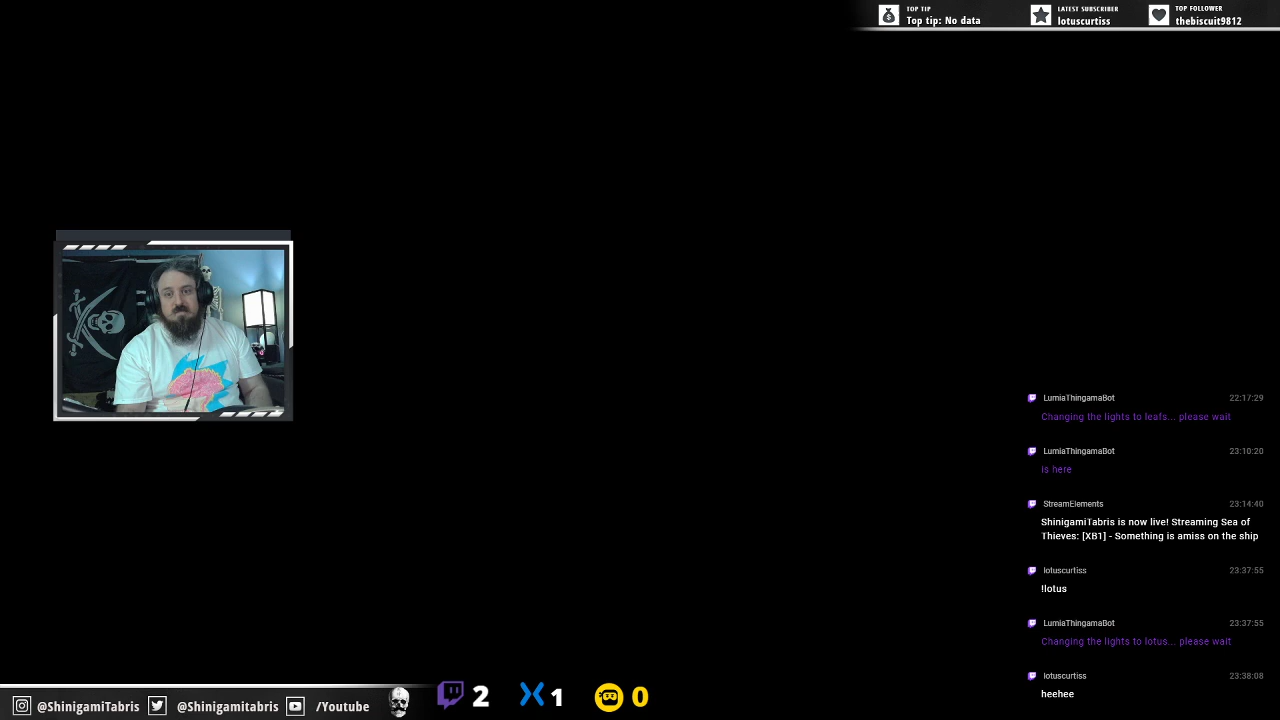 TOP TIP
Top tip: No data
LATEST SUBSCRIBER
lotuscurtiss
TOP FOLLOWER
thebiscuit9812
LumiaThingamaBot 22:17:29
Changing the lights to leafs... please wait
LumiaThingamaBot 23:10:20
is here
StreamElements 23:14:40
ShinigamiTabris is now live! Streaming Sea of
Thieves: [XB1] - Something is amiss on the ship
lotuscurtiss 23:37:55
!lotus
LumiaThingamaBot 23:37:55
Changing the lights to lotus... please wait
lotuscurtiss 23:38:08
heehee
@ShinigamiTabris @Shinigamitabris /Youtube 2 1 0